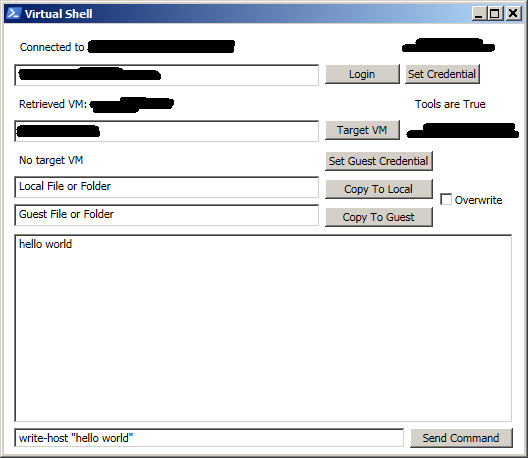 Virtual Shell
Connected to
Login
Set Credential
Retrieved VM:
Tools are True
Target VM
No target VM
Set Guest Credential
Local File or Folder
Copy To Local
Overwrite
Guest File or Folder
Copy To Guest
hello world
write-host "hello world"
Send Command